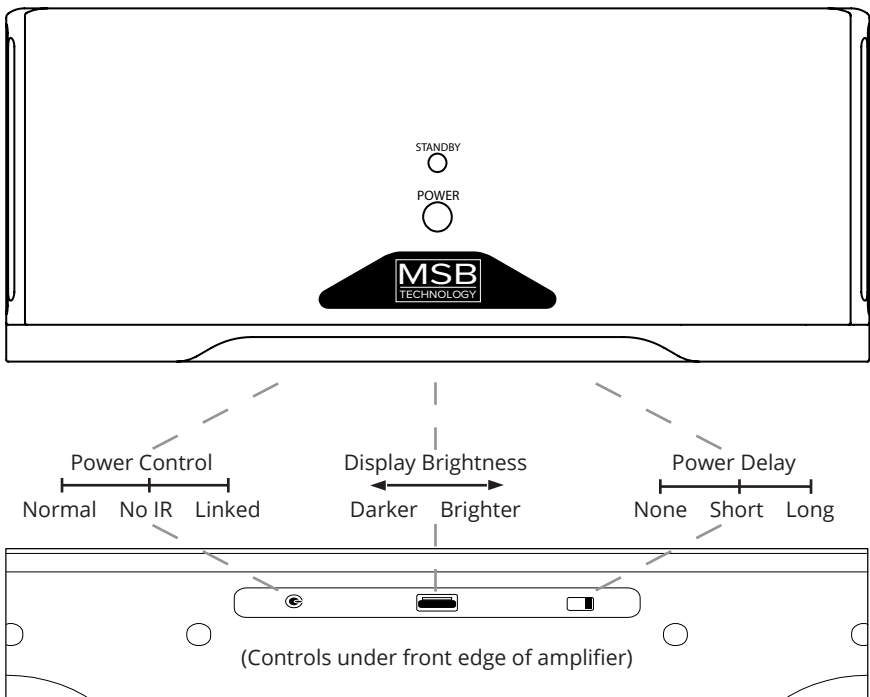 STANDBY
POWER
MSB
TECHNOLOGY
Power Control
Normal No IR Linked
Display Brightness
Darker Brighter
Power Delay
None Short Long
(Controls under front edge of amplifier)